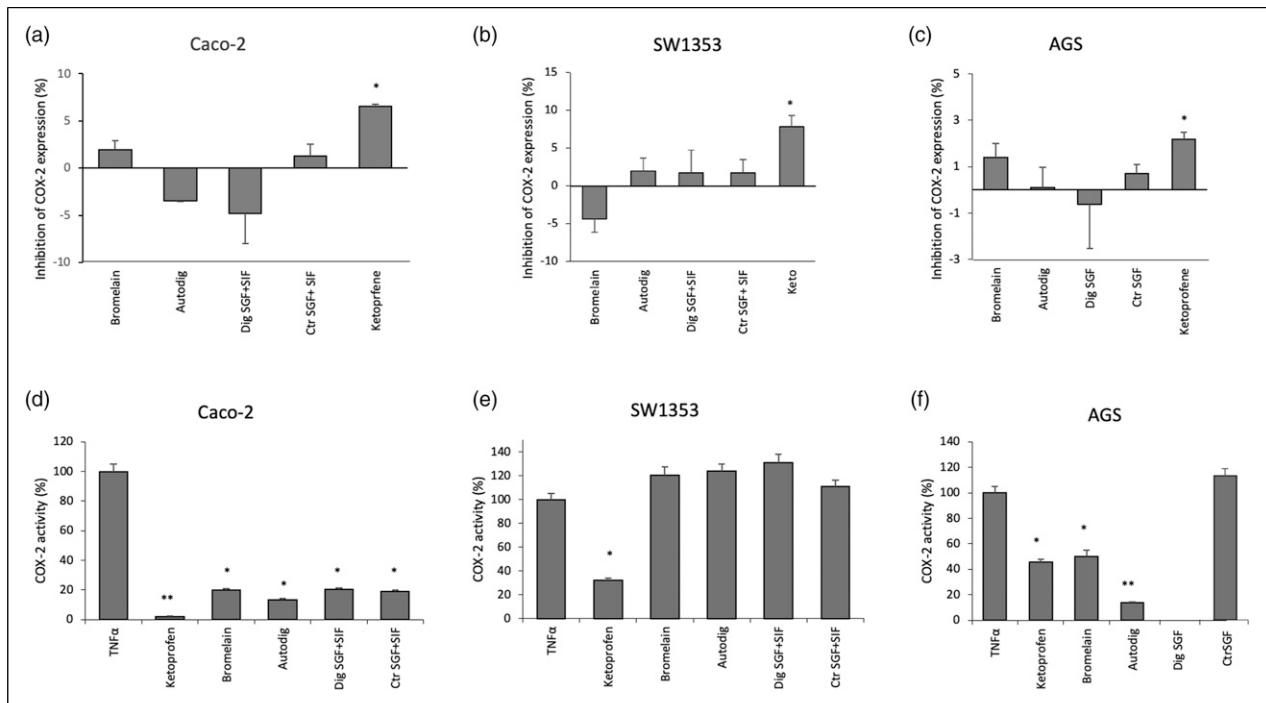 (a)
Caco-2
Inhibition of COX-2 expression (%)
10
5
0
-5
-10
Bromelain
Autodig
Dig SGF+SIF
Ctr SGF+ SIF
Ketoprfene
*
(b)
SW1353
Inhibition of COX-2 expression (%)
15
10
5
0
-5
-10
Bromelain
Autodig
Dig SGF+SIF
Ctr SGF+ SIF
Keto
*
(c)
AGS
Inhibition of COX-2 expression (%)
5
3
1
-1
-3
Bromelain
Autodig
Dig SGF
Ctr SGF
Ketoprofene
*
(d)
Caco-2
COX-2 activity (%)
120
100
80
60
40
20
0
TNFα
Ketoprofen
Bromelain
Autodig
Dig SGF+SIF
Ctr SGF+SIF
**
*
*
*
*
(e)
SW1353
COX-2 activity (%)
140
120
100
80
60
40
20
0
TNFα
Ketoprofen
Bromelain
Autodig
Dig SGF+SIF
Ctr SGF+SIF
*
(f)
AGS
COX-2 activity (%)
140
120
100
80
60
40
20
0
TNFα
Ketoprofen
Bromelain
Autodig
Dig SGF
CtrSGF
*
*
**